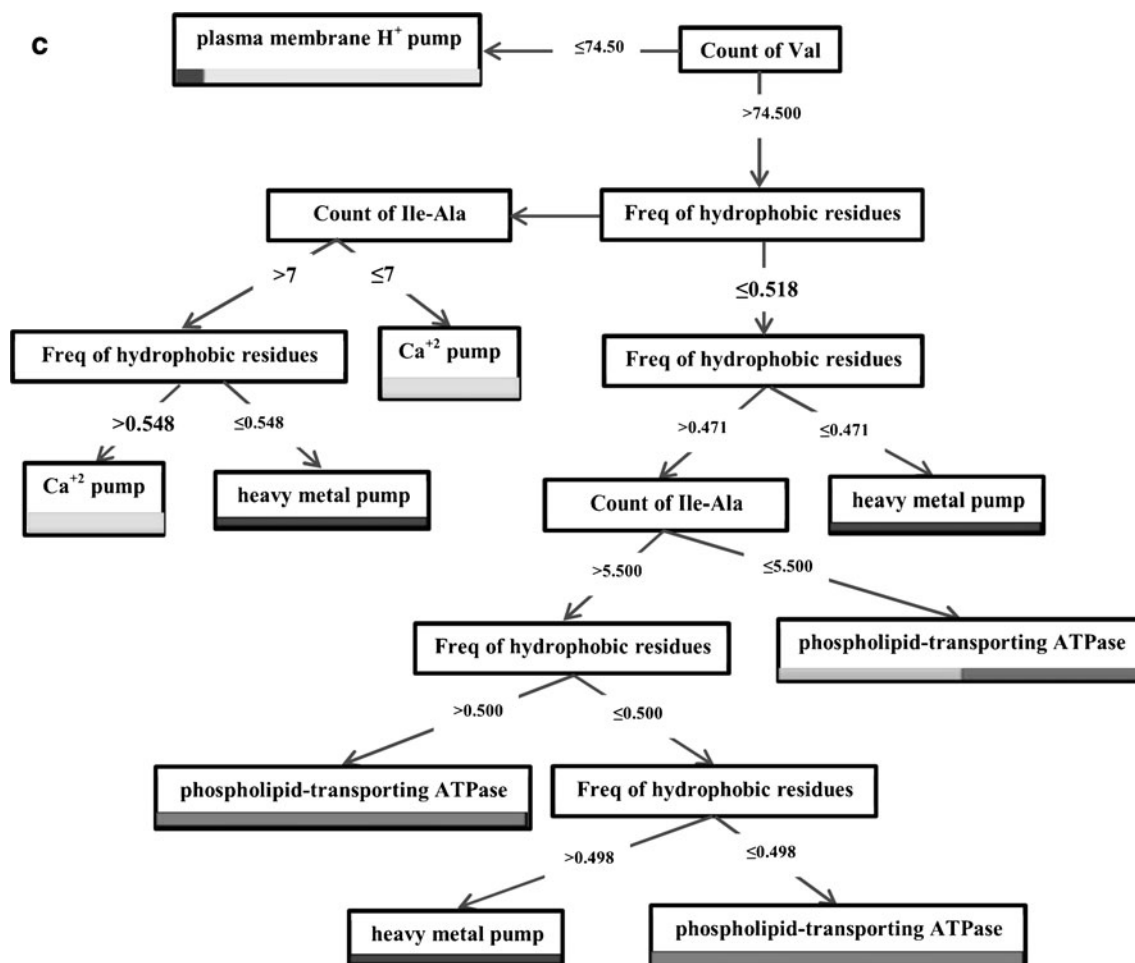 c
plasma membrane H⁺ pump
≤74.50
Count of Val
>74.500
Count of Ile-Ala
Freq of hydrophobic residues
>7
≤7
≤0.518
Freq of hydrophobic residues
Ca⁺² pump
Freq of hydrophobic residues
>0.548
≤0.548
>0.471
≤0.471
Ca⁺² pump
heavy metal pump
Count of Ile-Ala
heavy metal pump
>5.500
≤5.500
Freq of hydrophobic residues
phospholipid-transporting ATPase
>0.500
≤0.500
phospholipid-transporting ATPase
Freq of hydrophobic residues
>0.498
≤0.498
heavy metal pump
phospholipid-transporting ATPase